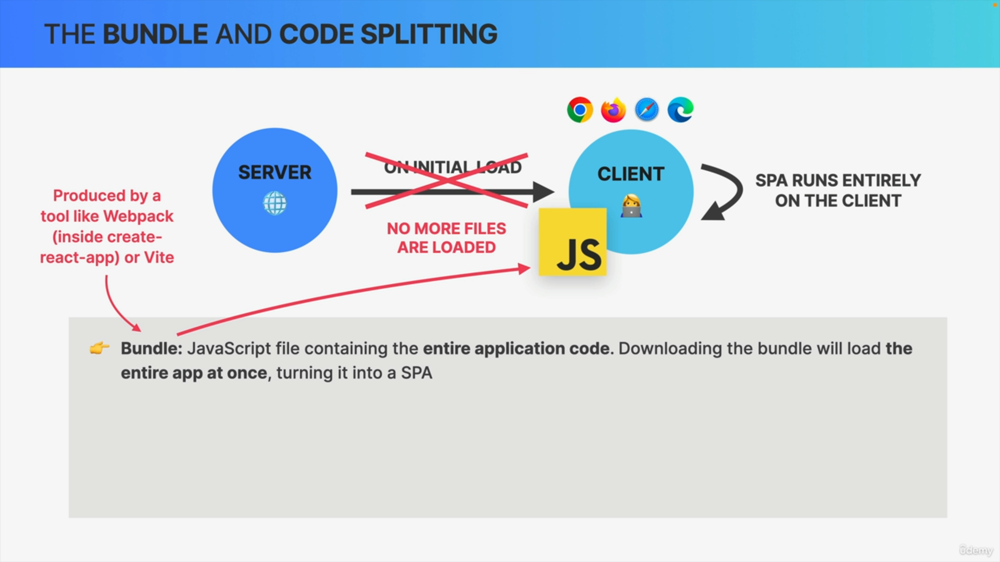 THE BUNDLE AND CODE SPLITTING
SERVER
ON INITIAL LOAD
CLIENT
SPA RUNS ENTIRELY
ON THE CLIENT
Produced by a
tool like Webpack
(inside create-
react-app) or Vite
NO MORE FILES
ARE LOADED
JS
Bundle: JavaScript file containing the entire application code. Downloading the bundle will load the
entire app at once, turning it into a SPA
ûdemy